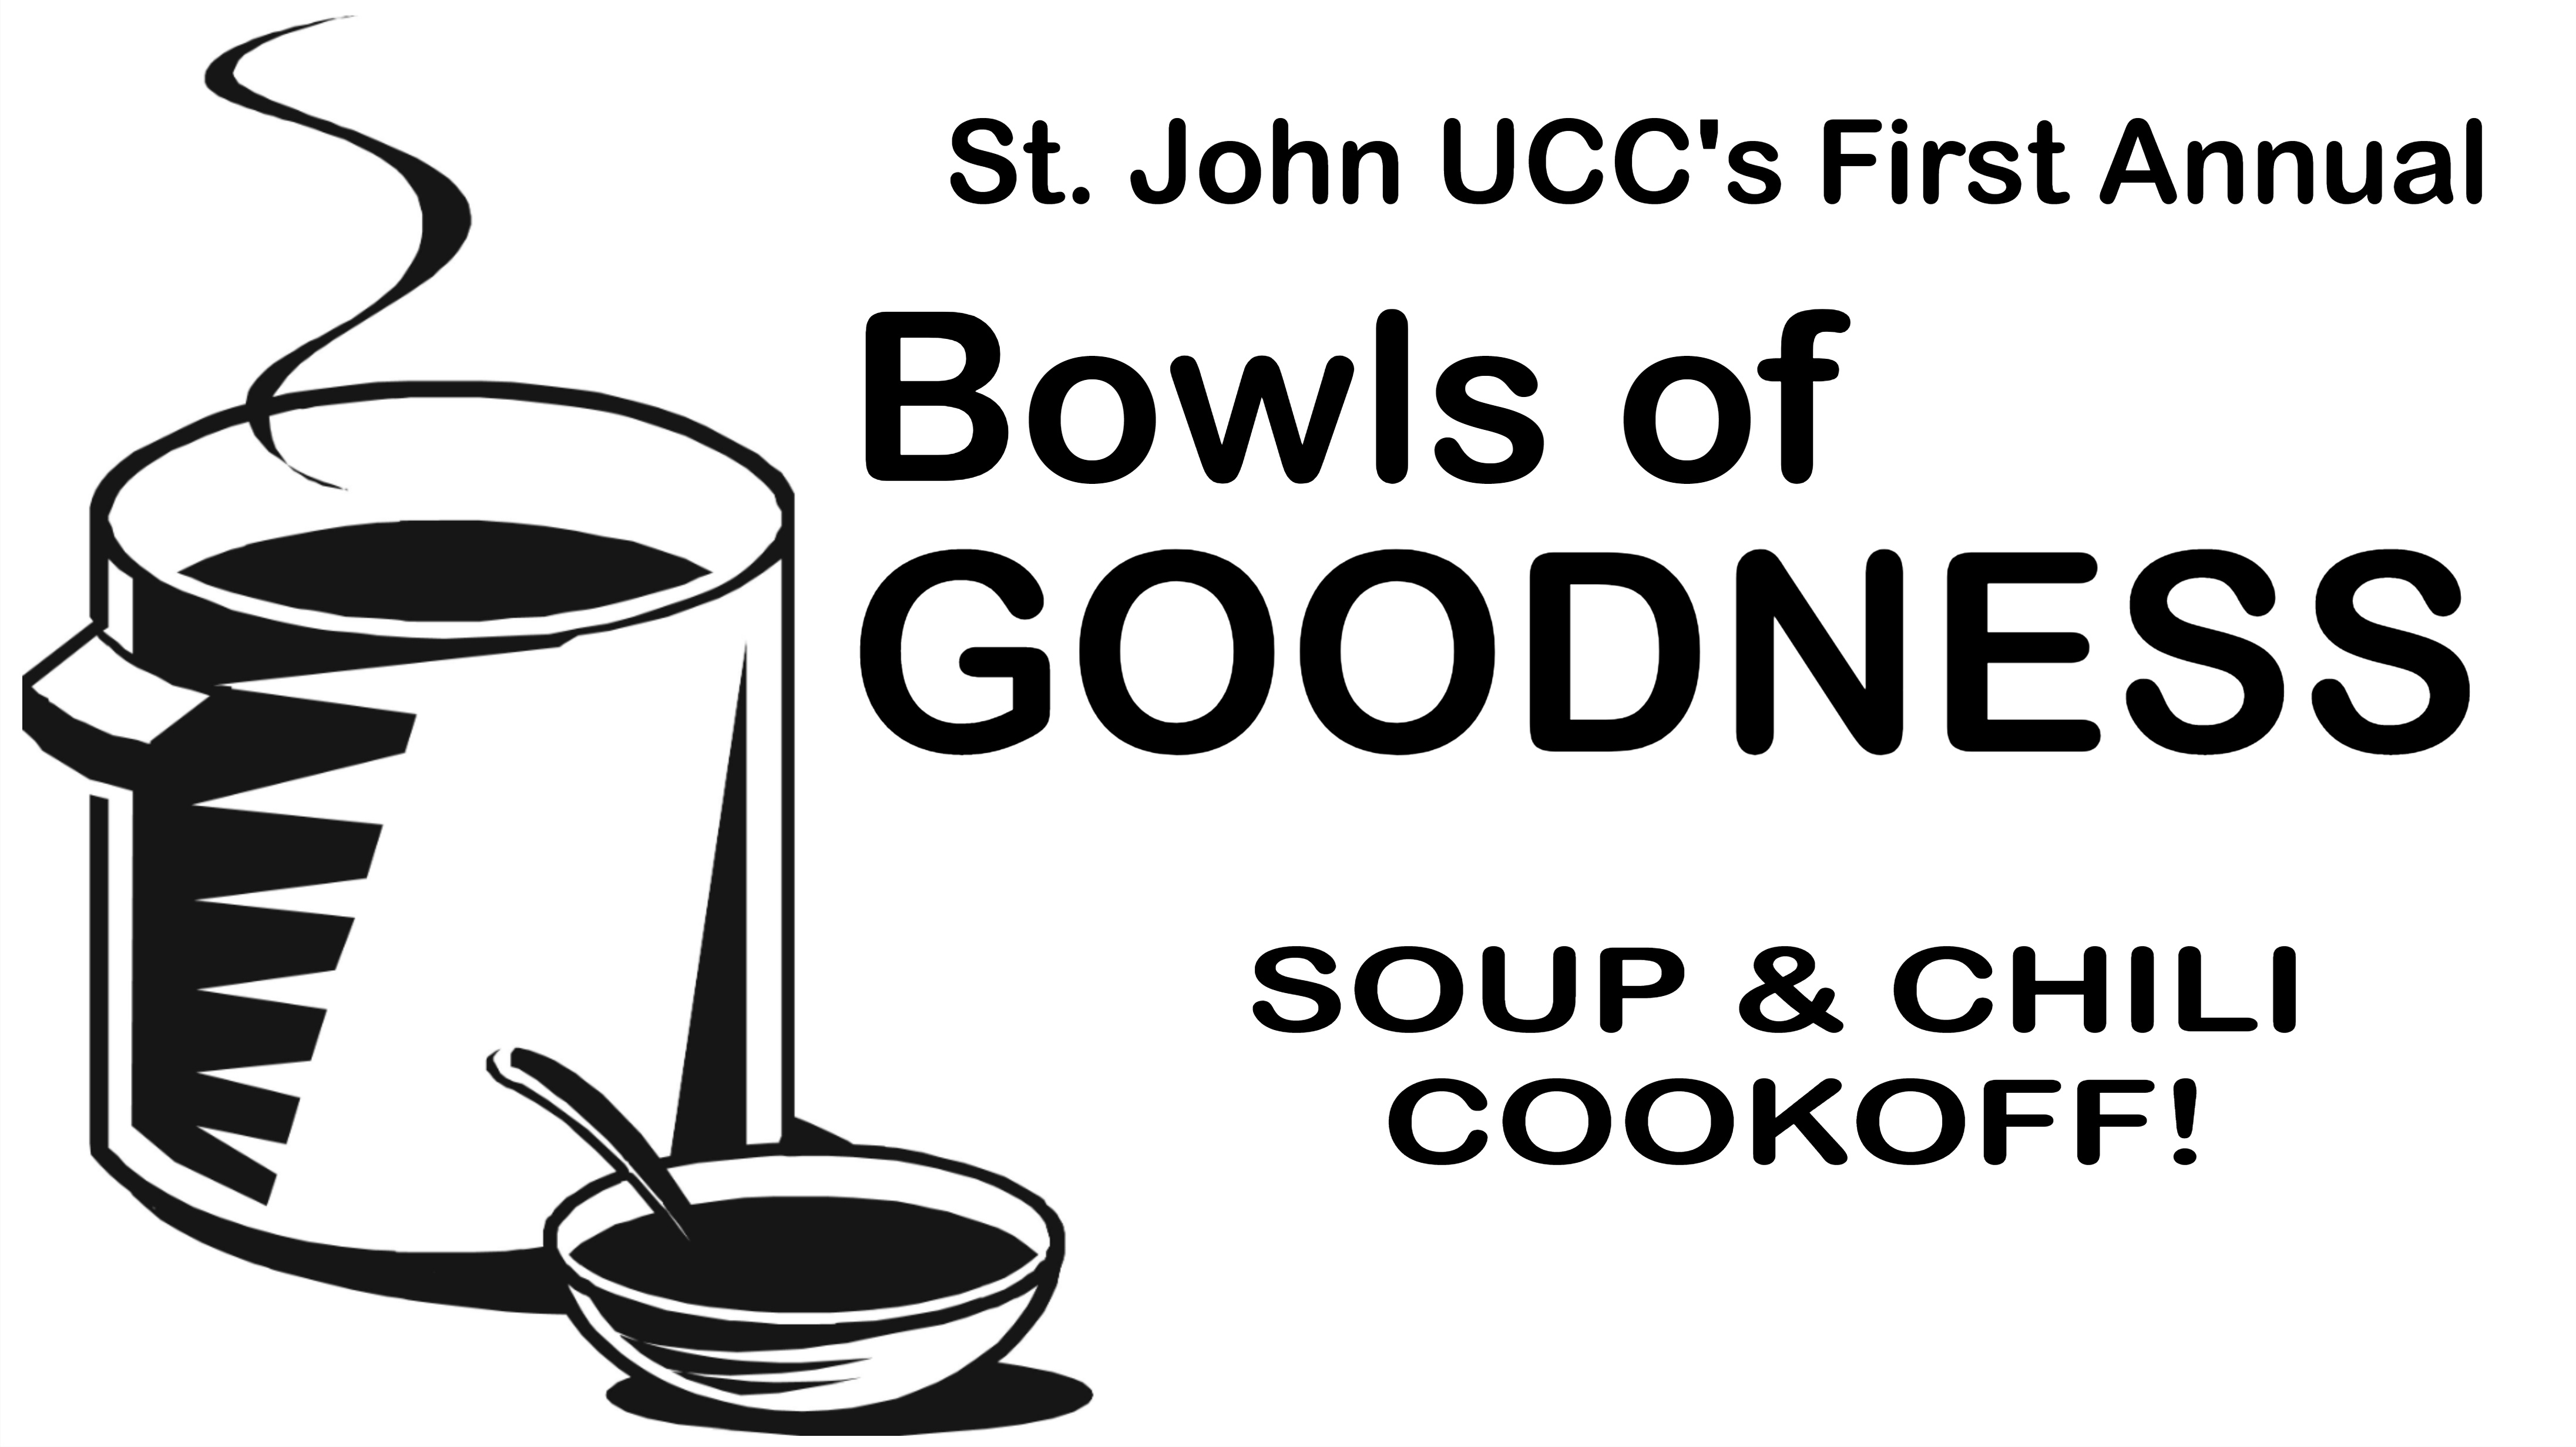 St. John UCC's First Annual
Bowls of
GOODNESS
SOUP & CHILI
COOKOFF!